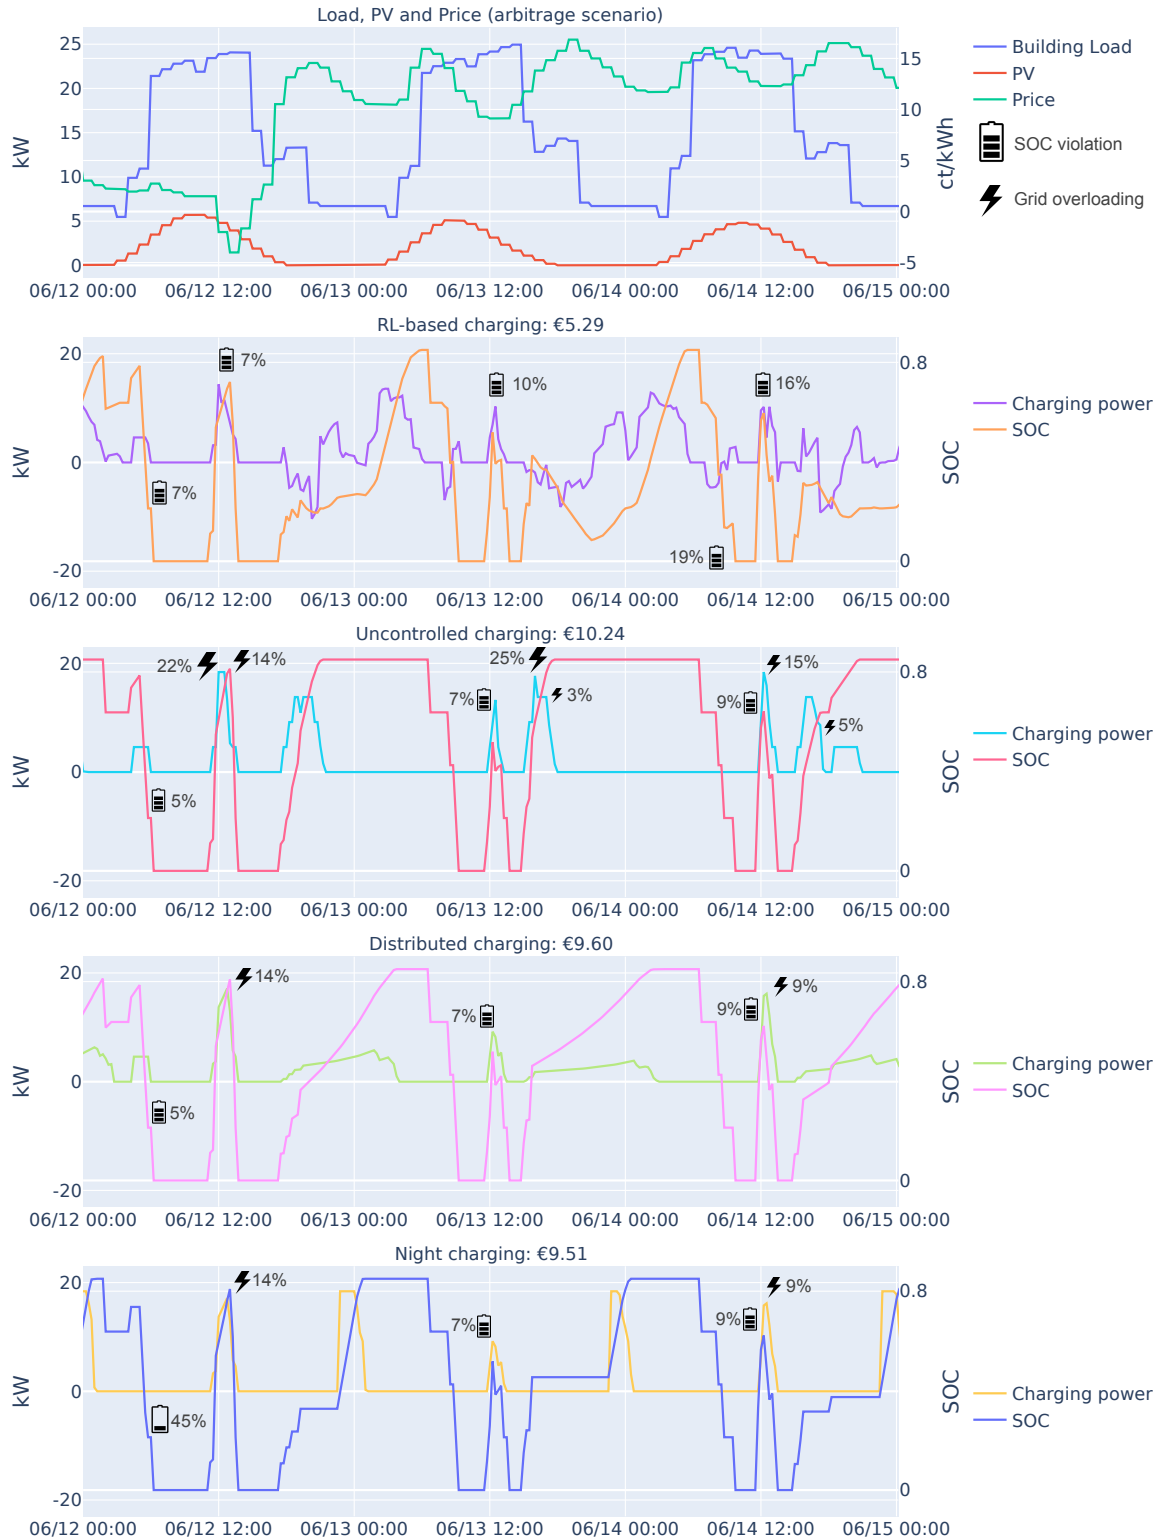 Load, PV and Price (arbitrage scenario)
25
20
15
10
5
0
kW
15
10
5
0
-5
ct/kWh
06/12 00:00 06/12 12:00 06/13 00:00 06/13 12:00 06/14 00:00 06/14 12:00 06/15 00:00
Building Load
PV
Price
SOC violation
Grid overloading
RL-based charging: €5.29
20
0
-20
kW
7%
7%
10%
19%
16%
0.8
0
SOC
Charging power
SOC
06/12 00:00 06/12 12:00 06/13 00:00 06/13 12:00 06/14 00:00 06/14 12:00 06/15 00:00
Uncontrolled charging: €10.24
20
0
-20
kW
5%
22%
14%
7%
25%
3%
9%
15%
5%
0.8
0
SOC
Charging power
SOC
06/12 00:00 06/12 12:00 06/13 00:00 06/13 12:00 06/14 00:00 06/14 12:00 06/15 00:00
Distributed charging: €9.60
20
0
-20
kW
5%
14%
7%
9%
9%
0.8
0
SOC
Charging power
SOC
06/12 00:00 06/12 12:00 06/13 00:00 06/13 12:00 06/14 00:00 06/14 12:00 06/15 00:00
Night charging: €9.51
20
0
-20
kW
45%
14%
7%
9%
9%
0.8
0
SOC
Charging power
SOC
06/12 00:00 06/12 12:00 06/13 00:00 06/13 12:00 06/14 00:00 06/14 12:00 06/15 00:00